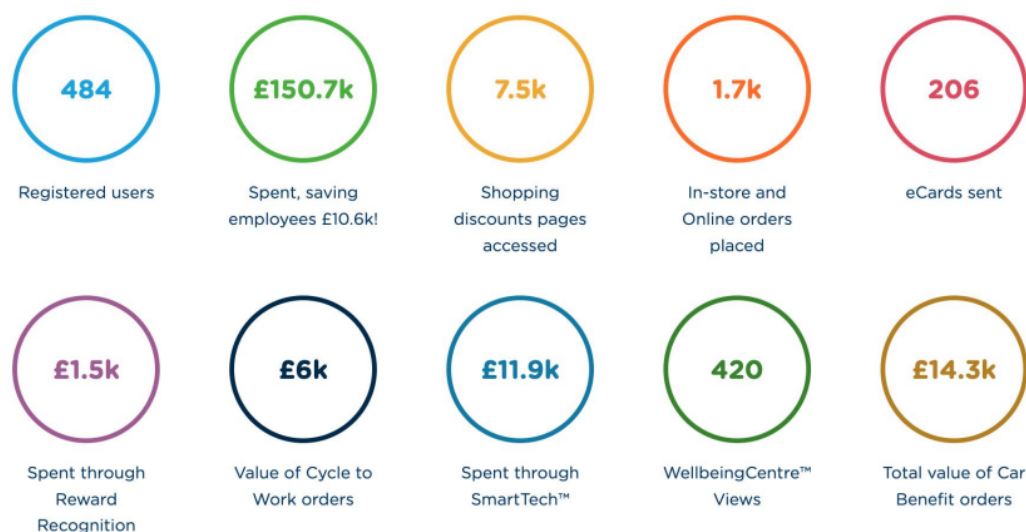 484
£150.7k
7.5k
1.7k
206
Registered users
Spent, saving
employees £10.6k!
Shopping
discounts pages
accessed
In-store and
Online orders
placed
eCards sent
£1.5k
£6k
£11.9k
420
£14.3k
Spent through
Reward
Recognition
Value of Cycle to
Work orders
Spent through
SmartTech™
WellbeingCentre™
Views
Total value of Car
Benefit orders